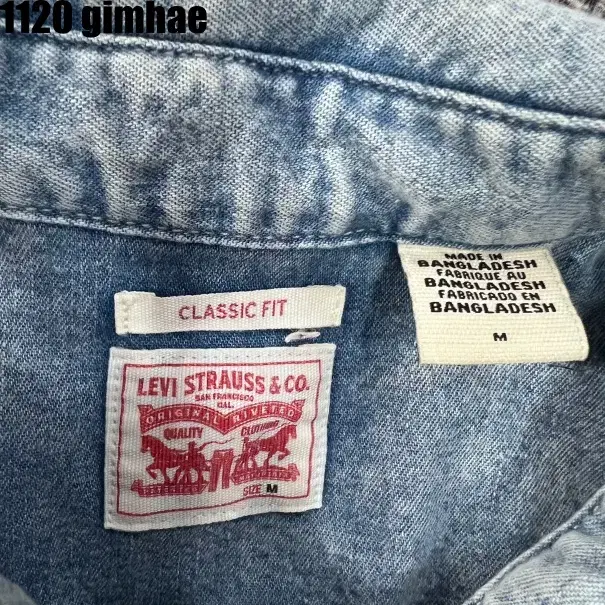 1120 gimhae
MADE IN
BANGLADESH
FABRIQUE AU
BANGLADESH
FABRICADO EN
BANGLADESH
M
CLASSIC FIT
LEVI STRAUSS & CO.
SAN FRANCISCO
CAL.
ORIGINAL RIVETED
QUALITY CLOTHING
SIZE M